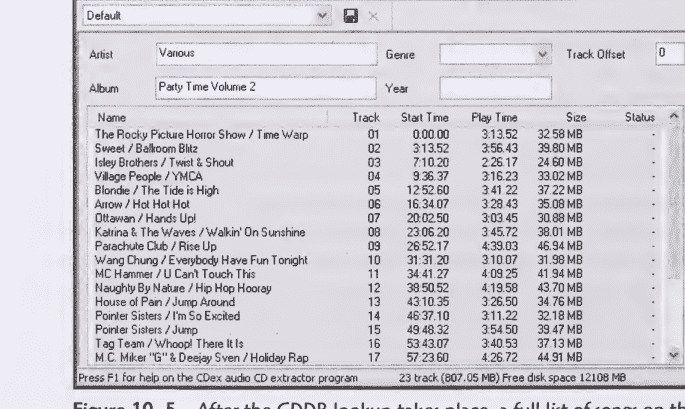 Default
Artist Various Genre Track Offset 0
Album Party Time Volume 2 Year
Name Track Start Time Play Time Size Status
The Rocky Picture Horror Show / Time Warp 01 0:00.00 3:13.52 32.58 MB -
Sweet / Ballroom Blitz 02 3:13.52 3:56.43 39.80 MB -
Isley Brothers / Twist & Shout 03 7:10.20 2:26.17 24.60 MB -
Village People / YMCA 04 9:36.37 3:16.23 33.02 MB -
Blondie / The Tide is High 05 12:52.60 3:41.22 37.22 MB -
Arrow / Hot Hot Hot 06 16:34.07 3:28.43 35.08 MB -
Ottawan / Hands Up! 07 20:02.50 3:03.45 30.88 MB -
Katrina & The Waves / Walkin' On Sunshine 08 23:06.20 3:45.72 38.01 MB -
Parachute Club / Rise Up 09 26:52.17 4:39.03 46.94 MB -
Wang Chung / Everybody Have Fun Tonight 10 31:31.20 3:10.07 31.98 MB -
MC Hammer / U Can't Touch This 11 34:41.27 4:09.25 41.94 MB -
Naughty By Nature / Hip Hop Hooray 12 38:50.52 4:19.58 43.70 MB -
House of Pain / Jump Around 13 43:10.35 3:26.50 34.76 MB -
Pointer Sisters / I'm So Excited 14 46:37.10 3:11.22 32.18 MB -
Pointer Sisters / Jump 15 49:48.32 3:54.50 39.47 MB -
Tag Team / Whoop! There It Is 16 53:43.07 3:40.53 37.13 MB -
M.C. Miker "G" & Deejay Sven / Holiday Rap 17 57:23.60 4:26.72 44.91 MB -
Press F1 for help on the CDex audio CD extractor program 23 track (807.05 MB) Free disk space 12108 MB
Figure 10-5 After the CDDB lookup takes place, a full list of songs on th